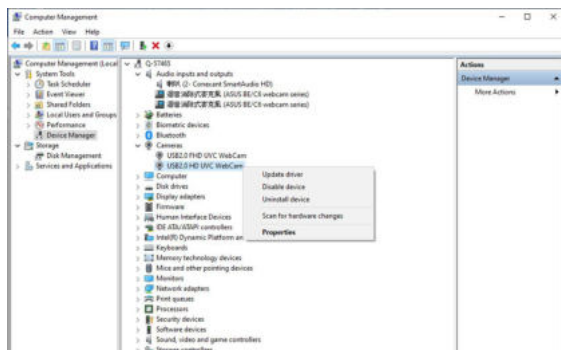 Computer Management
File Action View Help
Computer Management (Local
System Tools
Task Scheduler
Event Viewer
Shared Folders
Local Users and Groups
Performance
Device Manager
Storage
Disk Management
Services and Applications
Audio inputs and outputs
(2- Conexant SmartAudio HD)
(ASUS BE/C6 webcam series)
(ASUS BE/C6 webcam series)
Batteries
Biometric devices
Bluetooth
Cameras
USB2.0 FHD UVC WebCam
USB2.0 HD UVC WebCam
Computer
Disk drives
Display adapters
Firmware
Human Interface Devices
IDE ATA/ATAPI controllers
Intel(R) Dynamic Platform an
Keyboards
Memory technology devices
Mice and other pointing devices
Monitors
Network adapters
Print queues
Processors
Security devices
Software devices
Sound, video and game controllers
Storage controllers
Update driver
Disable device
Uninstall device
Scan for hardware changes
Properties
Actions
Device Manager
More Actions